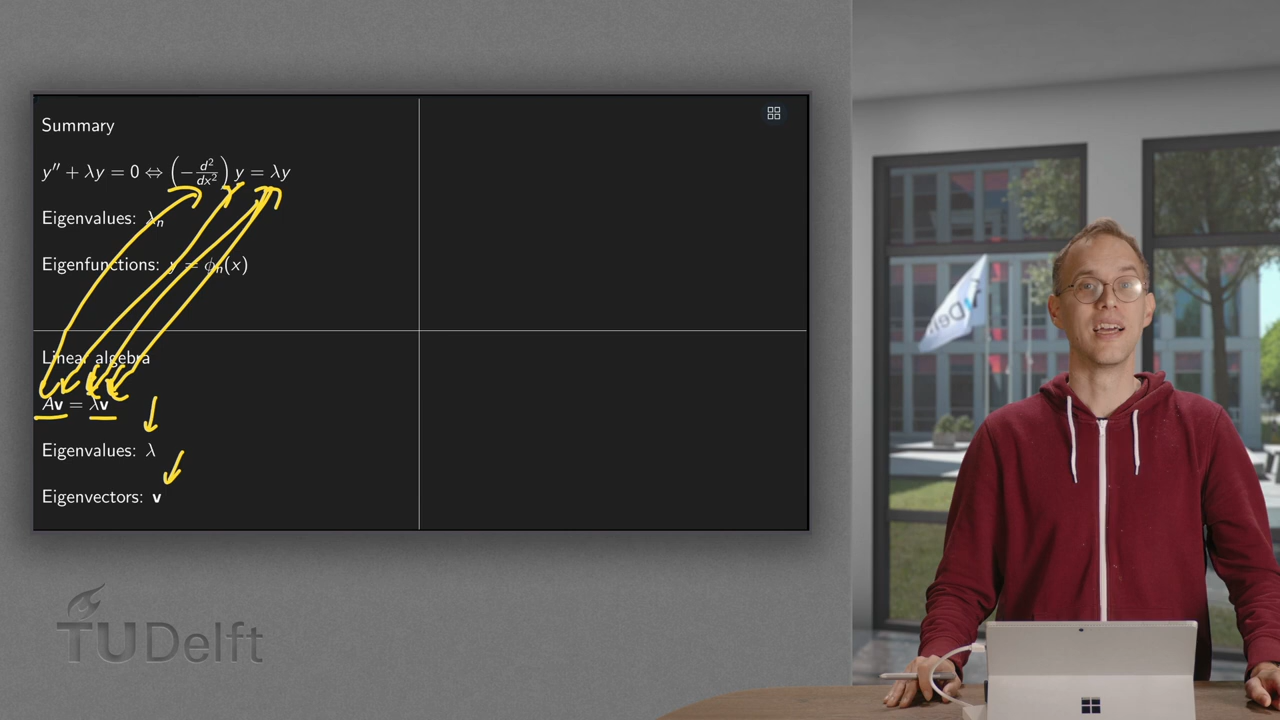 Summary
y″ + λy = 0 ⇔ (−d²/dx²) y = λy
Eigenvalues: λₙ
Eigenfunctions: y = ϕₙ(x)
Linear algebra
Av = λv
Eigenvalues: λ
Eigenvectors: v
TUDelft